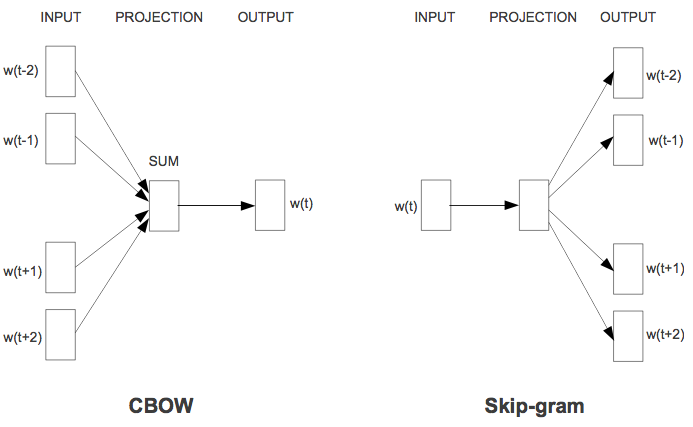 INPUT PROJECTION OUTPUT
w(t-2)
w(t-1)
SUM
w(t)
w(t+1)
w(t+2)
CBOW
INPUT PROJECTION OUTPUT
w(t-2)
w(t-1)
w(t)
w(t+1)
w(t+2)
Skip-gram